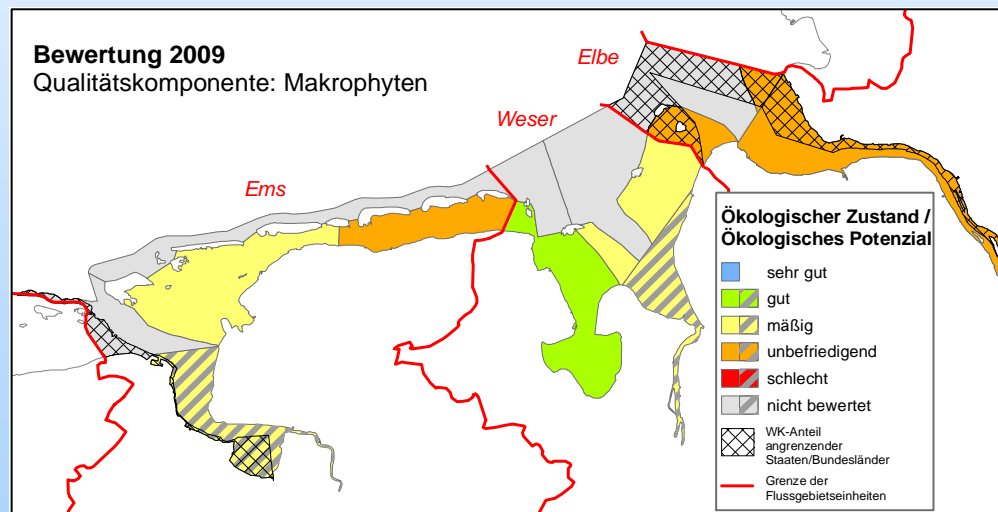 Bewertung 2009
Qualitätskomponente: Makrophyten
Elbe
Weser
Ems
Ökologischer Zustand /
Ökologisches Potenzial
sehr gut
gut
mäßig
unbefriedigend
schlecht
nicht bewertet
WK-Anteil
angrenzender
Staaten/Bundesländer
Grenze der
Flussgebietseinheiten